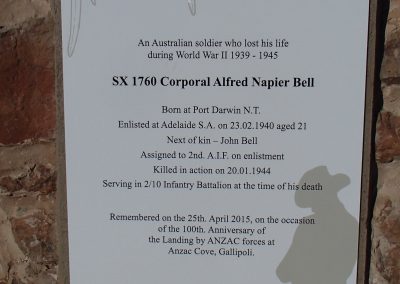 An Australian soldier who lost his life
during World War II 1939 - 1945
SX 1760 Corporal Alfred Napier Bell
Born at Port Darwin N.T.
Enlisted at Adelaide S.A. on 23.02.1940 aged 21
Next of kin – John Bell
Assigned to 2nd. A.I.F. on enlistment
Killed in action on 20.01.1944
Serving in 2/10 Infantry Battalion at the time of his death
Remembered on the 25th. April 2015, on the occasion
of the 100th. Anniversary of
the Landing by ANZAC forces at
Anzac Cove, Gallipoli.